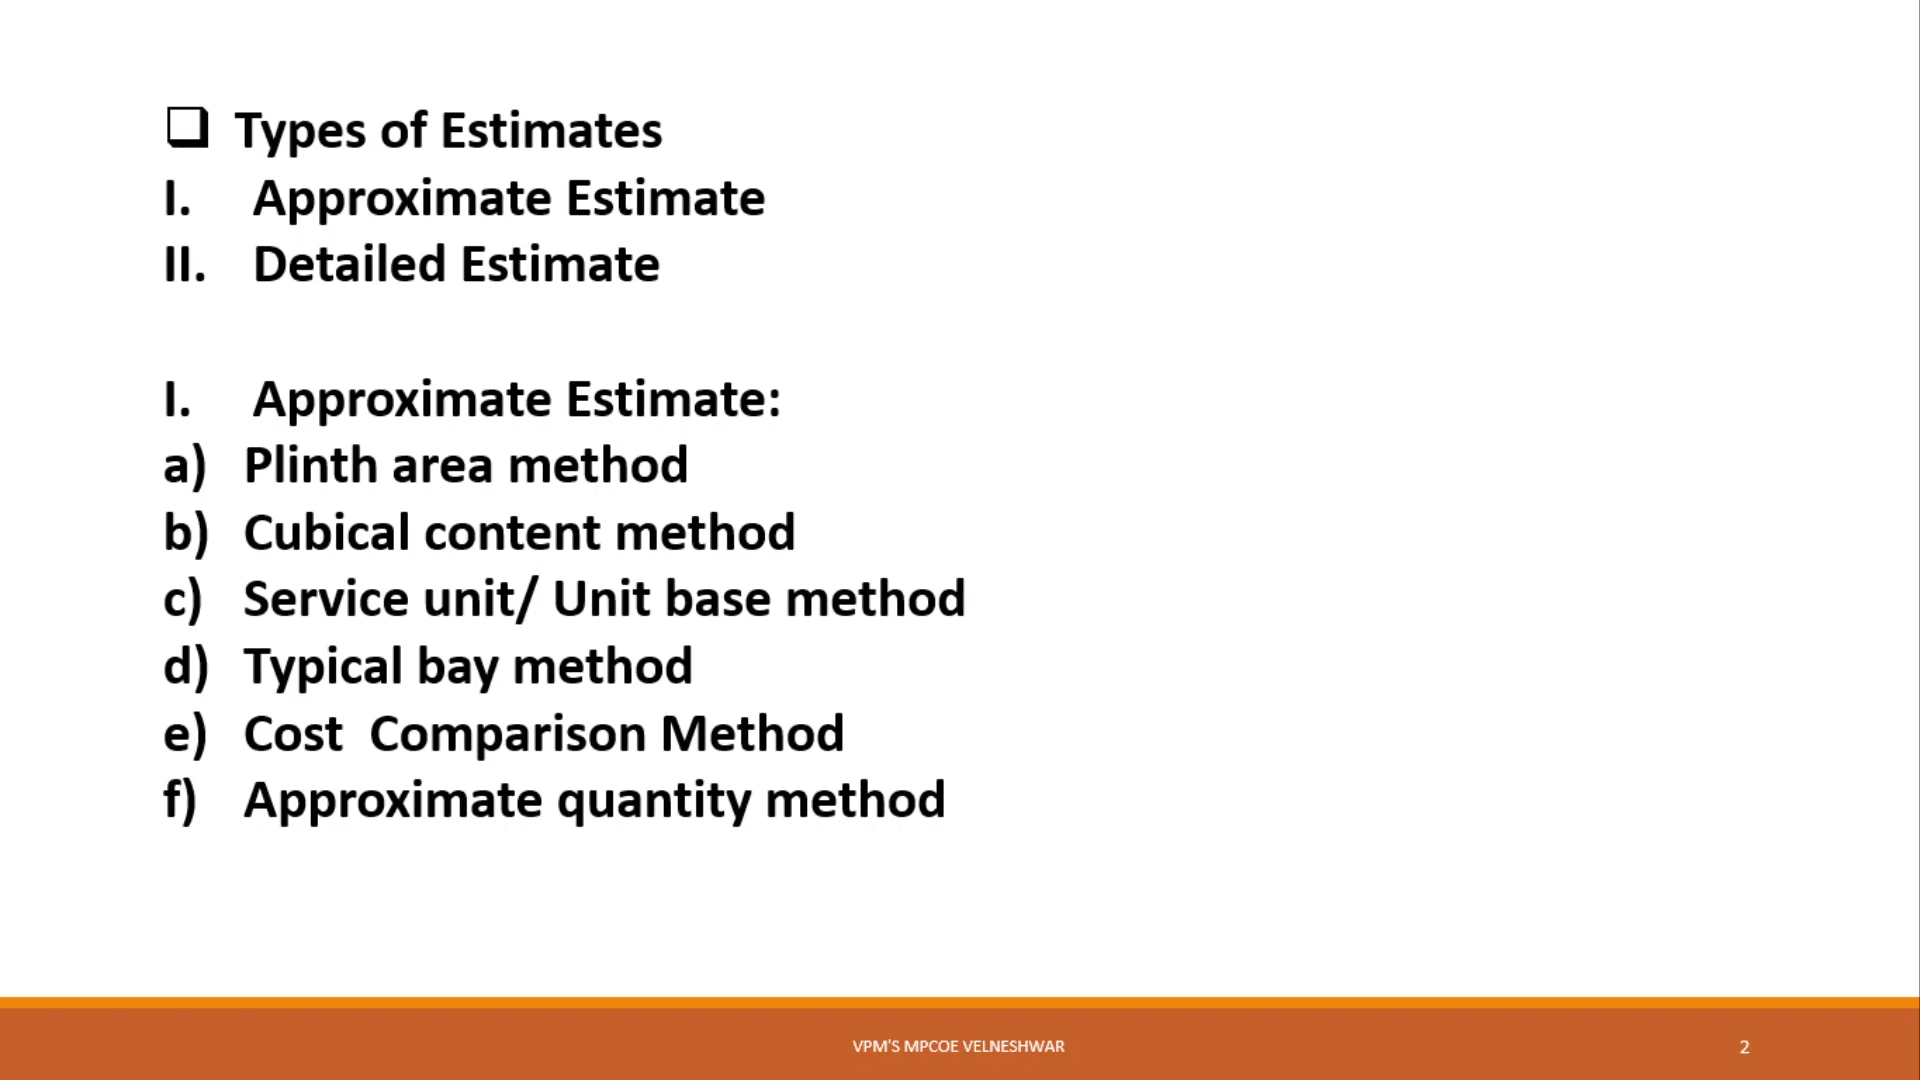 ❑ Types of Estimates
I. Approximate Estimate
II. Detailed Estimate
I. Approximate Estimate:
a) Plinth area method
b) Cubical content method
c) Service unit/ Unit base method
d) Typical bay method
e) Cost  Comparison Method
f) Approximate quantity method
VPM'S MPCOE VELNESHWAR
2